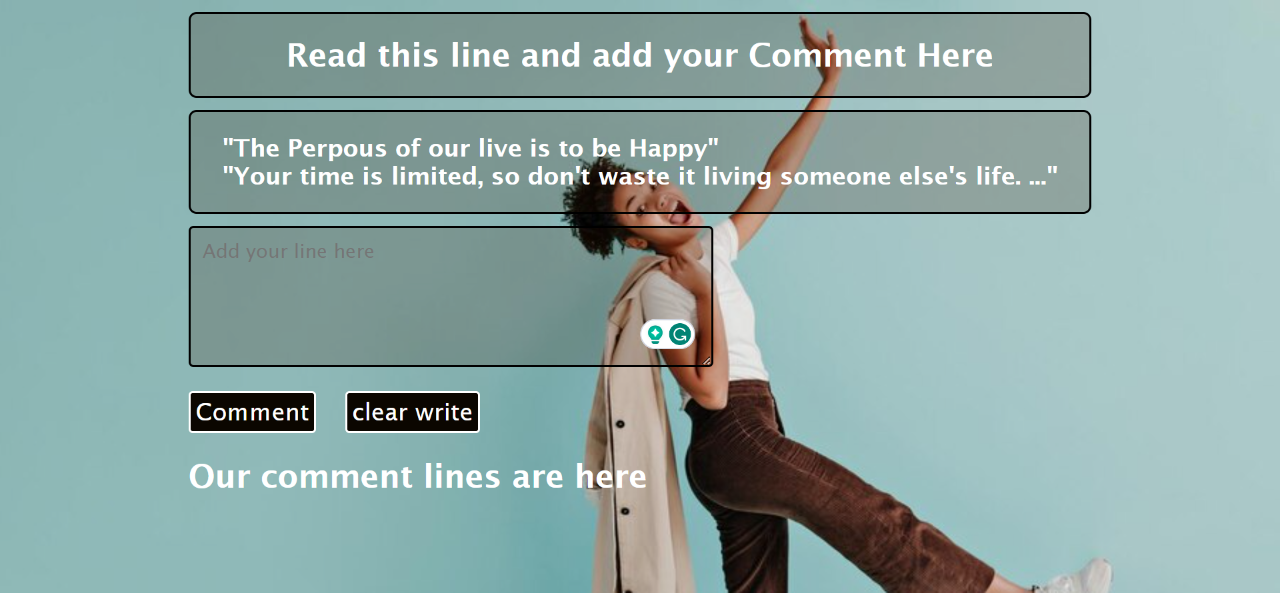 Read this line and add your Comment Here
"The Perpous of our live is to be Happy"
"Your time is limited, so don't waste it living someone else's life. ..."
Add your line here
Comment
clear write
Our comment lines are here